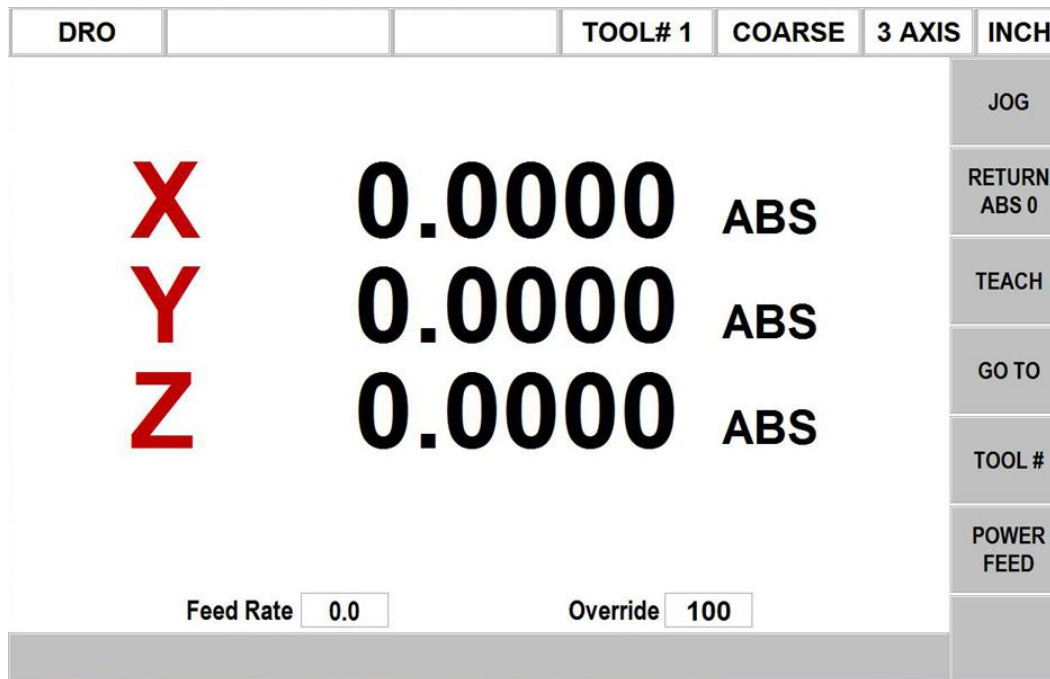 DRO TOOL# 1 COARSE 3 AXIS INCH
JOG
X 0.0000 ABS
RETURN
ABS 0
Y 0.0000 ABS
TEACH
Z 0.0000 ABS
GO TO
TOOL #
POWER
FEED
Feed Rate 0.0 Override 100